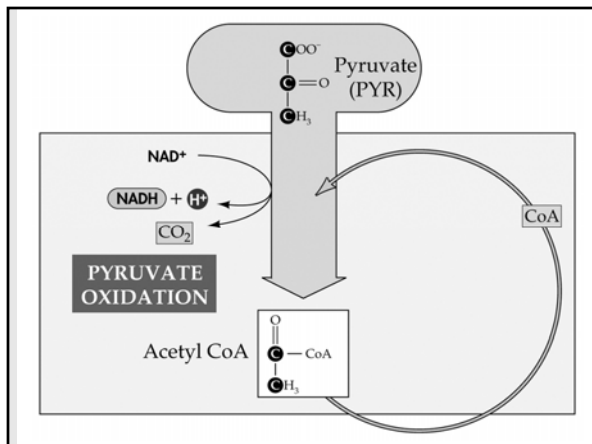 COO⁻
Pyruvate
(PYR)
C=O
CH₃
NAD⁺
NADH + H⁺
CO₂
CoA
PYRUVATE
OXIDATION
O
Acetyl CoA
C — CoA
CH₃